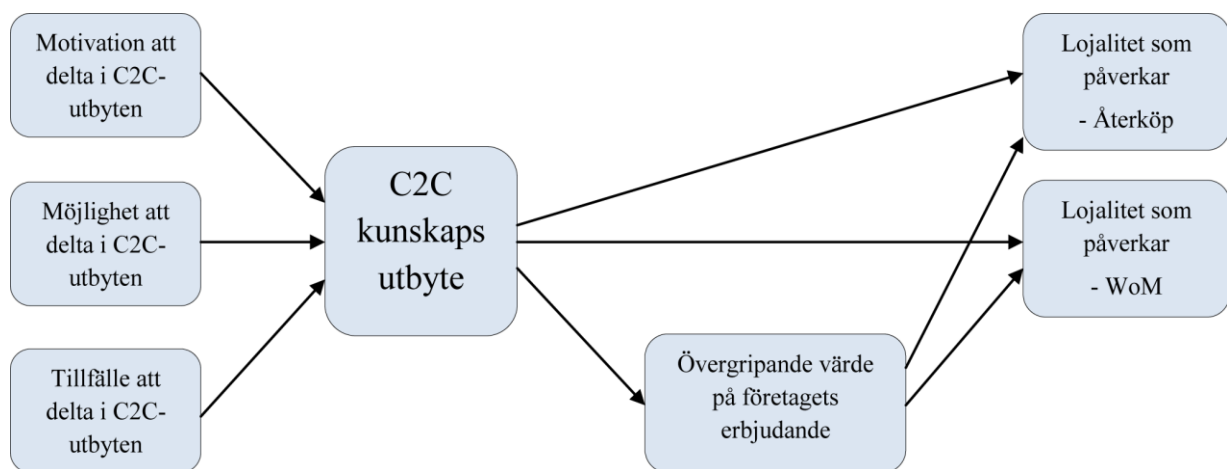 Motivation att
delta i C2C-
utbyten
Möjlighet att
delta i C2C-
utbyten
Tillfälle att
delta i C2C-
utbyten
C2C
kunskaps
utbyte
Övergripande värde
på företagets
erbjudande
Lojalitet som
påverkar
- Återköp
Lojalitet som
påverkar
- WoM